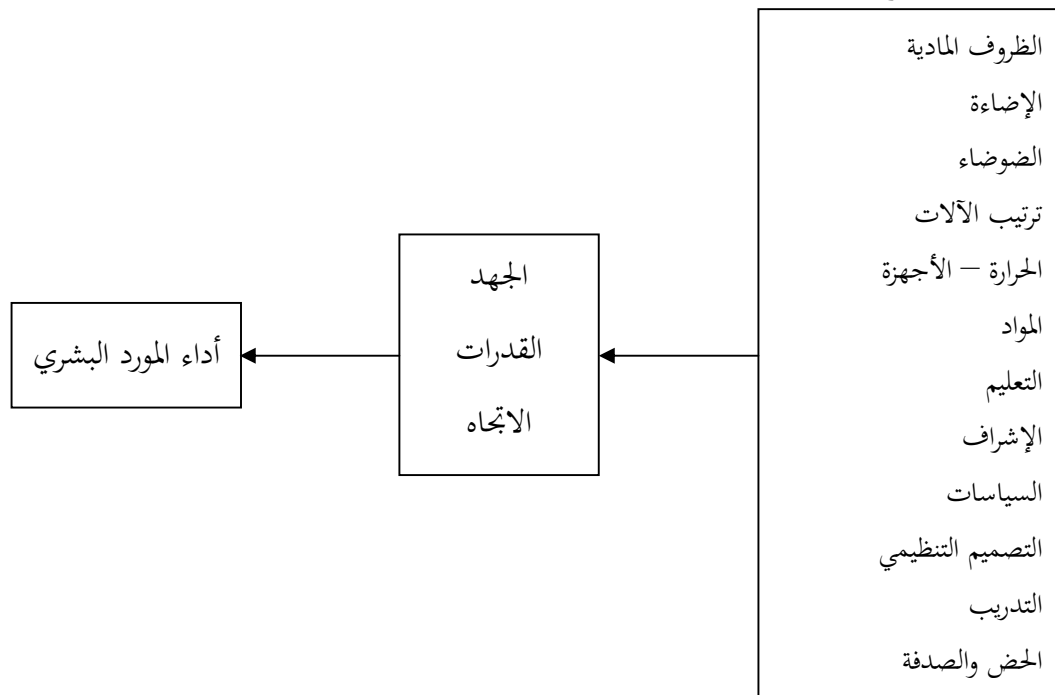 الظروف المادية
الإضاءة
الضوضاء
ترتيب الآلات
الحرارة – الأجهزة
المواد
التعليم
الإشراف
السياسات
التصميم التنظيمي
التدريب
الحض والصدفة
الجهد
القدرات
الاتجاه
أداء المورد البشري